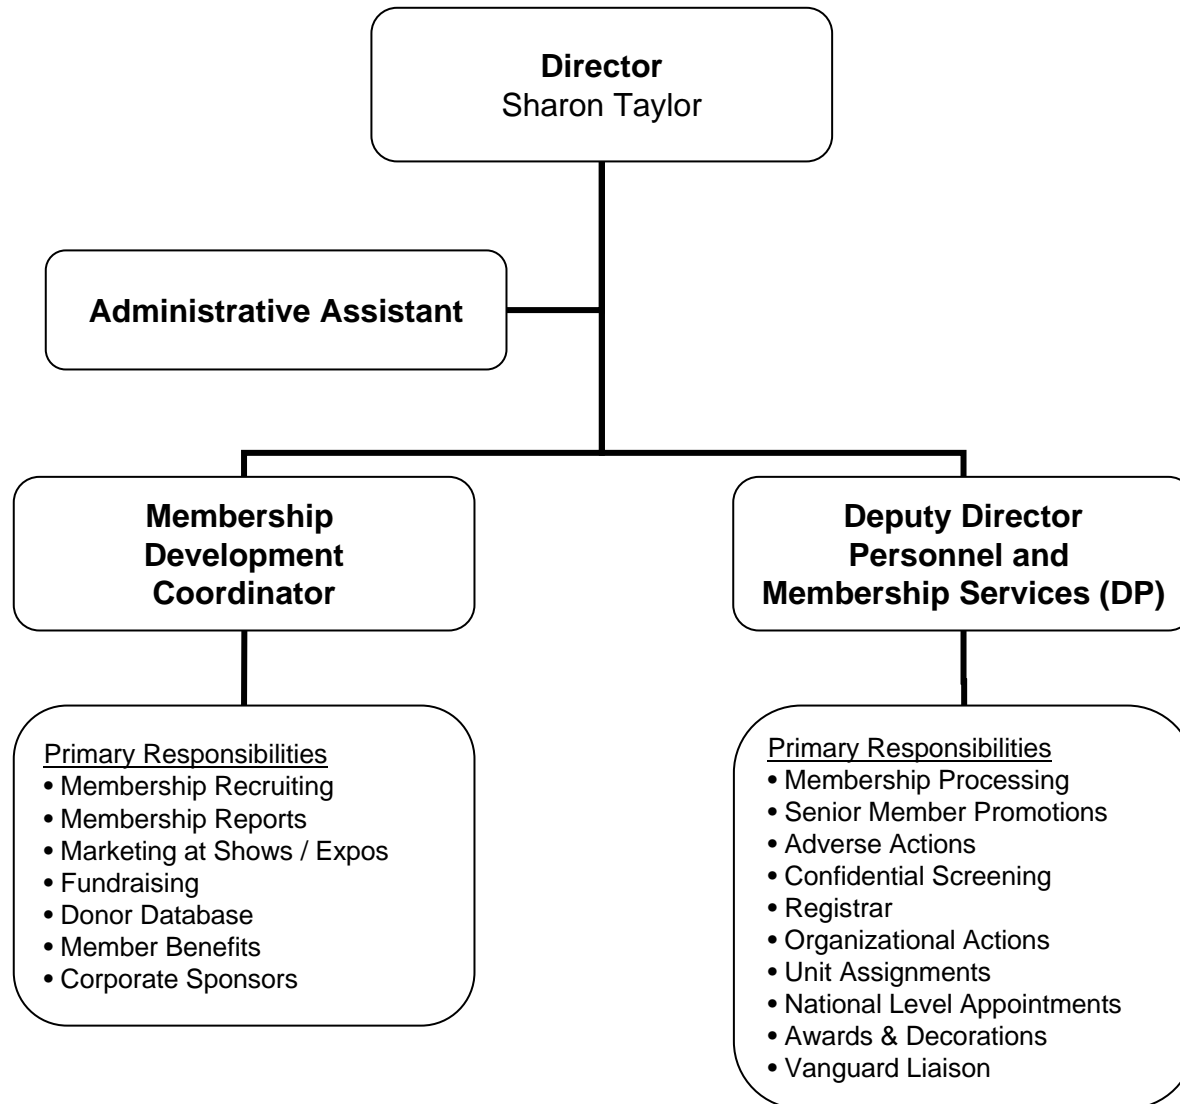 Director
Sharon Taylor
Administrative Assistant
Membership
Development
Coordinator
Deputy Director
Personnel and
Membership Services (DP)
Primary Responsibilities
• Membership Recruiting
• Membership Reports
• Marketing at Shows / Expos
• Fundraising
• Donor Database
• Member Benefits
• Corporate Sponsors
Primary Responsibilities
• Membership Processing
• Senior Member Promotions
• Adverse Actions
• Confidential Screening
• Registrar
• Organizational Actions
• Unit Assignments
• National Level Appointments
• Awards & Decorations
• Vanguard Liaison